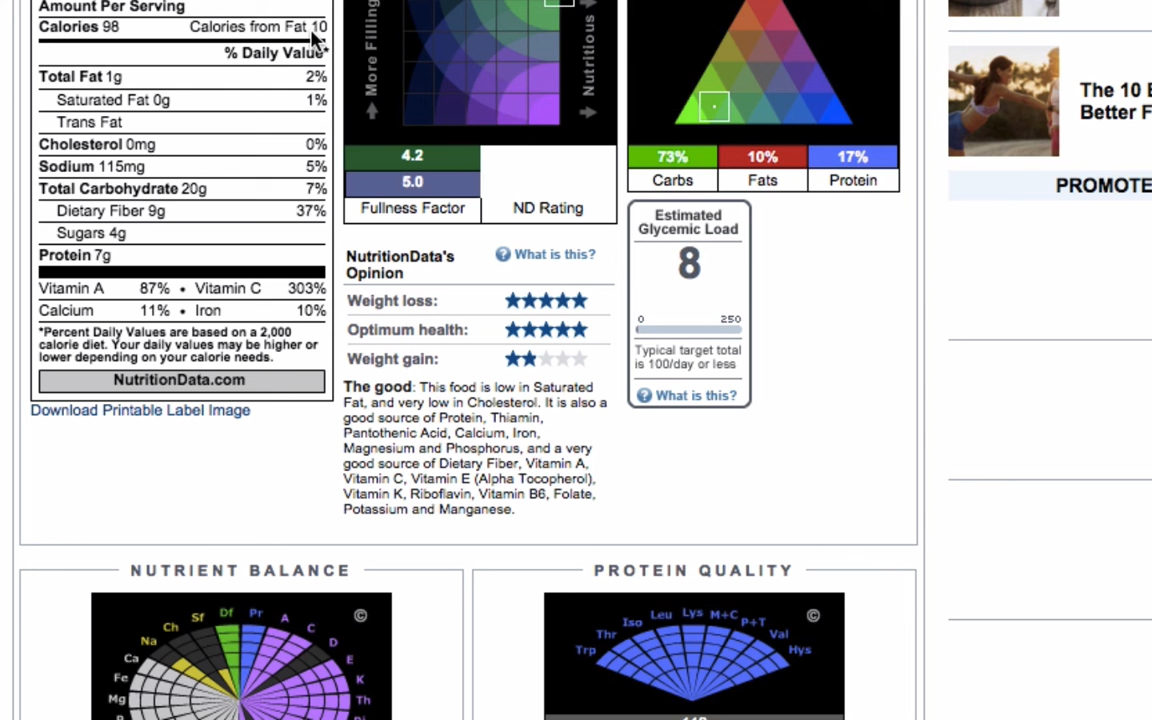 Amount Per Serving
Calories 98 Calories from Fat 10
% Daily Value*
Total Fat 1g 2%
Saturated Fat 0g 1%
Trans Fat
Cholesterol 0mg 0%
Sodium 115mg 5%
Total Carbohydrate 20g 7%
Dietary Fiber 9g 37%
Sugars 4g
Protein 7g
Vitamin A 87% • Vitamin C 303%
Calcium 11% • Iron 10%
*Percent Daily Values are based on a 2,000
calorie diet. Your daily values may be higher or
lower depending on your calorie needs.
NutritionData.com
Download Printable Label Image
More Filling
Nutritious
4.2
5.0
Fullness Factor
ND Rating
NutritionData's
Opinion
? What is this?
Weight loss:
Optimum health:
Weight gain:
The good: This food is low in Saturated
Fat, and very low in Cholesterol. It is also a
good source of Protein, Thiamin,
Pantothenic Acid, Calcium, Iron,
Magnesium and Phosphorus, and a very
good source of Dietary Fiber, Vitamin A,
Vitamin C, Vitamin E (Alpha Tocopherol),
Vitamin K, Riboflavin, Vitamin B6, Folate,
Potassium and Manganese.
73% 10% 17%
Carbs Fats Protein
Estimated
Glycemic Load
8
0 250
Typical target total
is 100/day or less
? What is this?
The 10
Better F
PROMOTE
NUTRIENT BALANCE
©
Ca
Na
Ch
Sf
Df
Pr
A
C
D
E
K
Th
Fe
Mg
PROTEIN QUALITY
©
Trp
Thr
Iso
Leu
Lys
M+C
P+T
Val
Hys